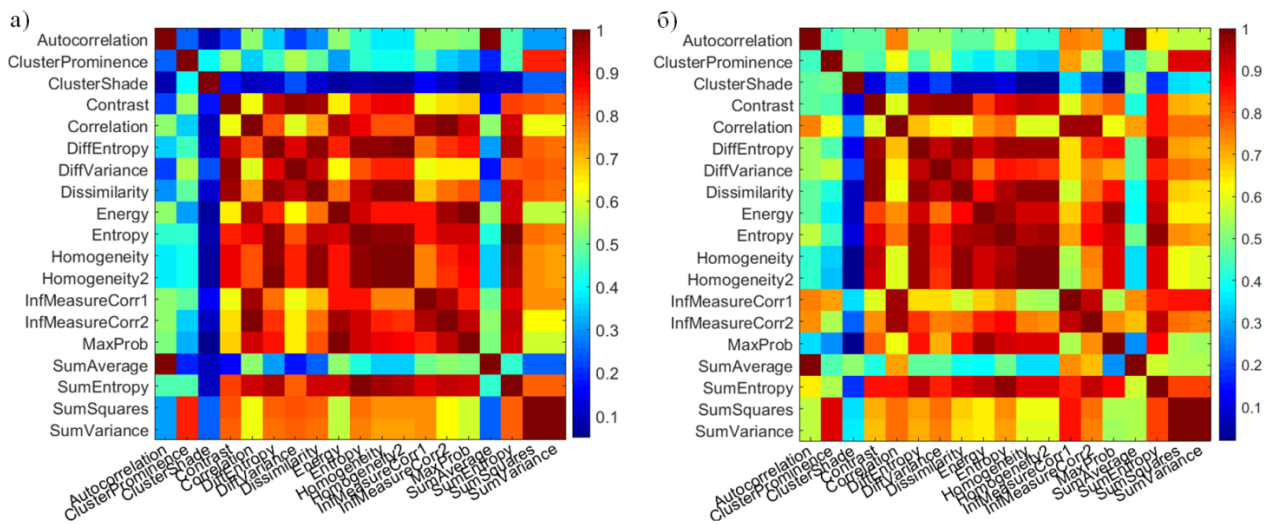 а)
Autocorrelation
ClusterProminence
ClusterShade
Contrast
Correlation
DiffEntropy
DiffVariance
Dissimilarity
Energy
Entropy
Homogeneity
Homogeneity2
InfMeasureCorr1
InfMeasureCorr2
MaxProb
SumAverage
SumEntropy
SumSquares
SumVariance
Autocorrelation
ClusterProminence
ClusterShade
Contrast
Correlation
DiffEntropy
DiffVariance
Dissimilarity
Energy
Entropy
Homogeneity
Homogeneity2
InfMeasureCorr1
InfMeasureCorr2
MaxProb
SumAverage
SumEntropy
SumSquares
SumVariance
1
0.9
0.8
0.7
0.6
0.5
0.4
0.3
0.2
0.1
б)
Autocorrelation
ClusterProminence
ClusterShade
Contrast
Correlation
DiffEntropy
DiffVariance
Dissimilarity
Energy
Entropy
Homogeneity
Homogeneity2
InfMeasureCorr1
InfMeasureCorr2
MaxProb
SumAverage
SumEntropy
SumSquares
SumVariance
Autocorrelation
ClusterProminence
ClusterShade
Contrast
Correlation
DiffEntropy
DiffVariance
Dissimilarity
Energy
Entropy
Homogeneity
Homogeneity2
InfMeasureCorr1
InfMeasureCorr2
MaxProb
SumAverage
SumEntropy
SumSquares
SumVariance
1
0.9
0.8
0.7
0.6
0.5
0.4
0.3
0.2
0.1